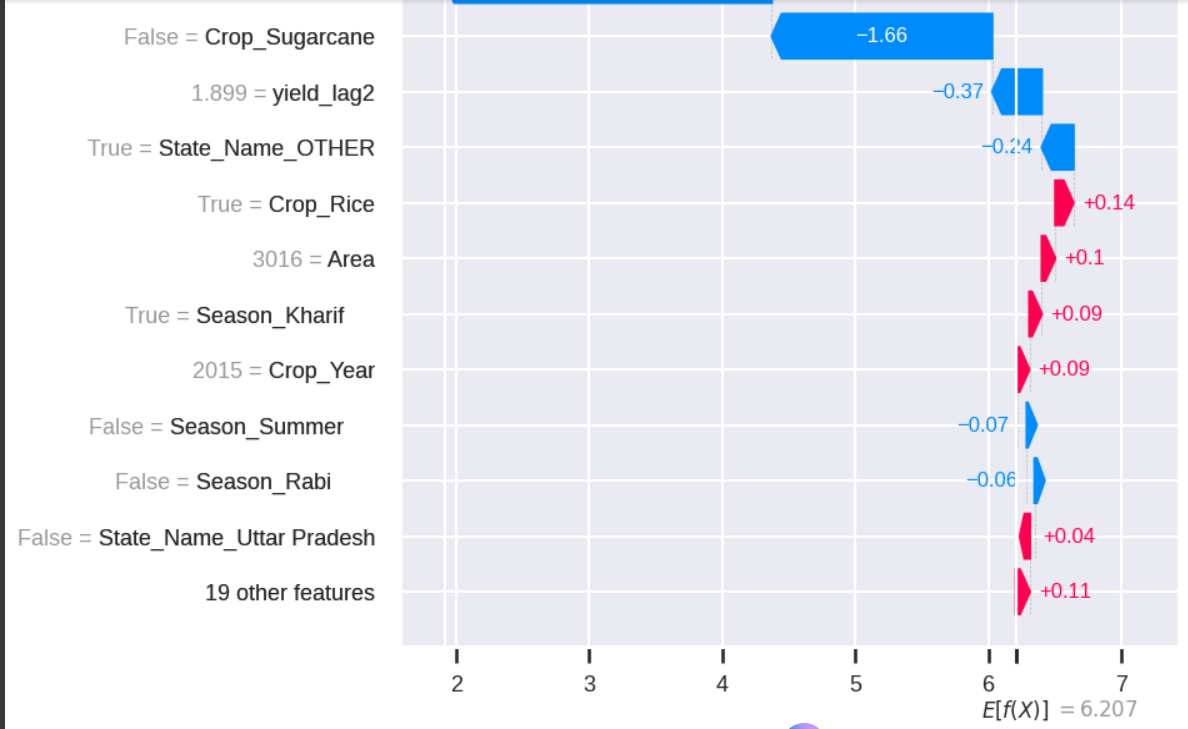 False = Crop_Sugarcane −1.66
1.899 = yield_lag2 −0.37
True = State_Name_OTHER −0.24
True = Crop_Rice +0.14
3016 = Area +0.1
True = Season_Kharif +0.09
2015 = Crop_Year +0.09
False = Season_Summer −0.07
False = Season_Rabi −0.06
False = State_Name_Uttar Pradesh +0.04
19 other features +0.11
2 3 4 5 6 7
E[f(X)] = 6.207